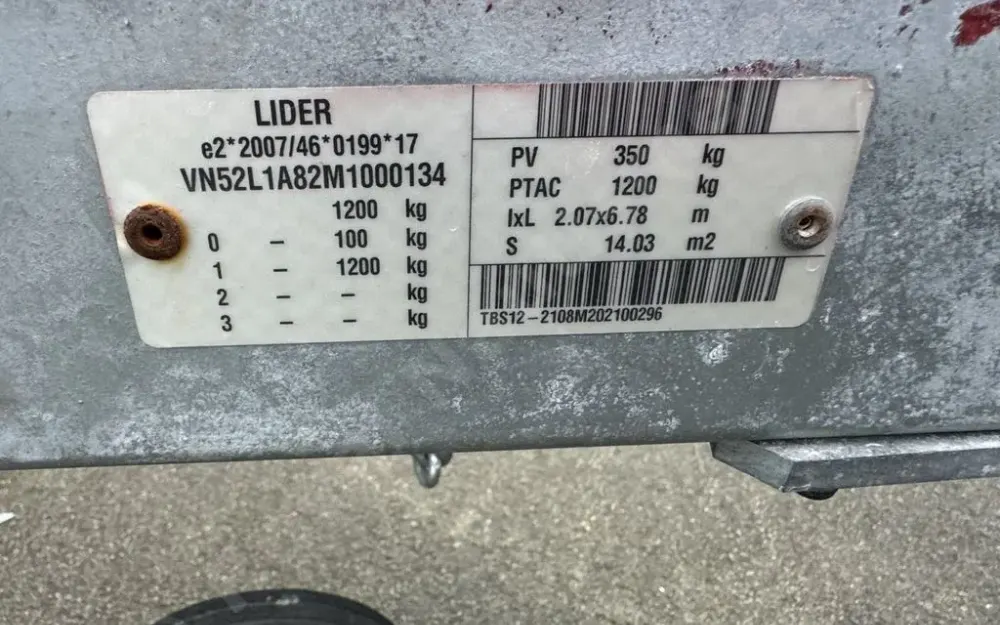 LIDER
e2*2007/46*0199*17
VN52L1A82M1000134
1200 kg
0 – 100 kg
1 – 1200 kg
2 – – kg
3 – – kg
PV 350 kg
PTAC 1200 kg
lxL 2.07x6.78 m
S 14.03 m2
TBS12-2108M202100296